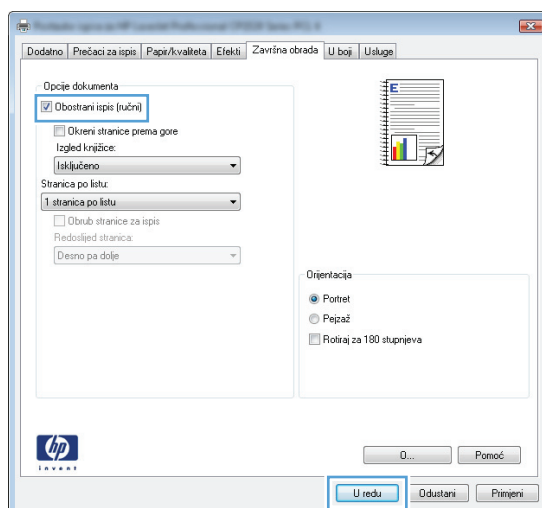 Dodatno Prečaci za ispis Papir/kvaliteta Efekti Završna obrada U boji Usluge
Opcije dokumenta
Obostrani ispis (ručni)
Okreni stranice prema gore
Izgled knjižice:
Isključeno
Stranica po listu:
1 stranica po listu
Obrub stranice za ispis
Redoslijed stranica:
Desno pa dolje
E
Orijentacija
Portret
Pejzaž
Rotiraj za 180 stupnjeva
hp
invent
O... Pomoć
U redu Odustani Primjeni